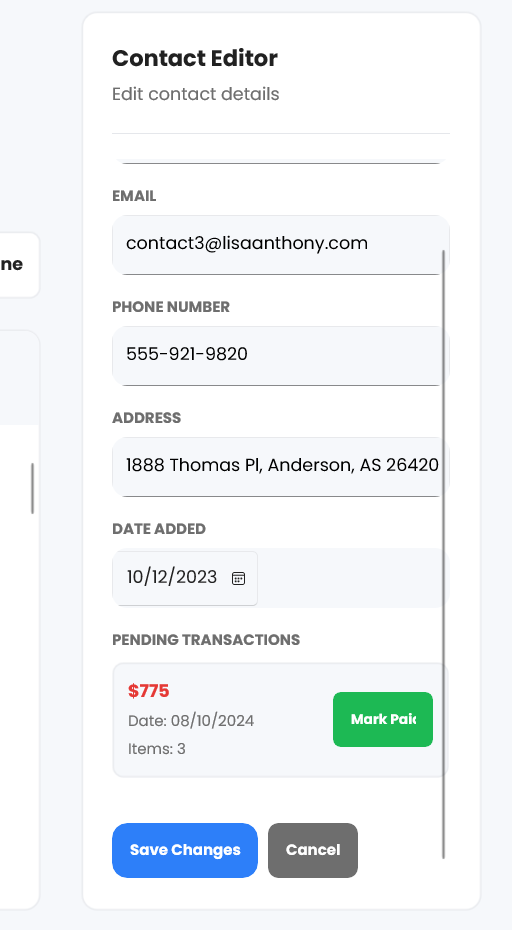 Contact Editor
Edit contact details
ne
EMAIL
contact3@lisaanthony.com
PHONE NUMBER
555-921-9820
ADDRESS
1888 Thomas Pl, Anderson, AS 26420
DATE ADDED
10/12/2023
PENDING TRANSACTIONS
$775
Date: 08/10/2024
Items: 3
Mark Paid
Save Changes
Cancel